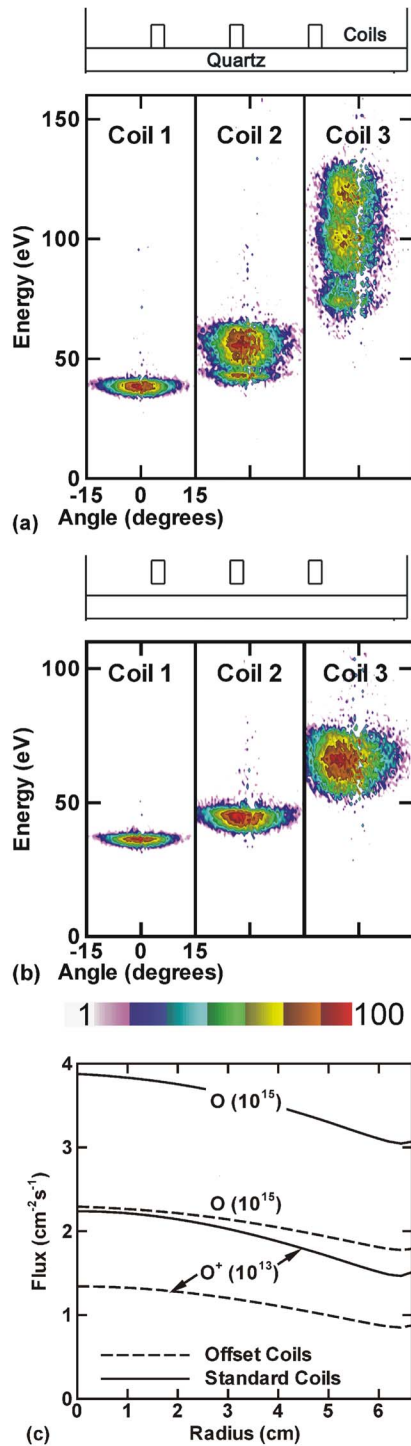 Coils
Quartz
150
Coil 1 Coil 2 Coil 3
100
Energy (eV)
50
0
-15 0 15
(a) Angle (degrees)
100
Coil 1 Coil 2 Coil 3
Energy (eV)
50
0
-15 0 15
(b) Angle (degrees)
1 100
4
O (10¹⁵)
3
Flux (cm⁻²s⁻¹)
O (10¹⁵)
2
O⁺ (10¹³)
1
Offset Coils
Standard Coils
0
0 1 2 3 4 5 6
(c) Radius (cm)